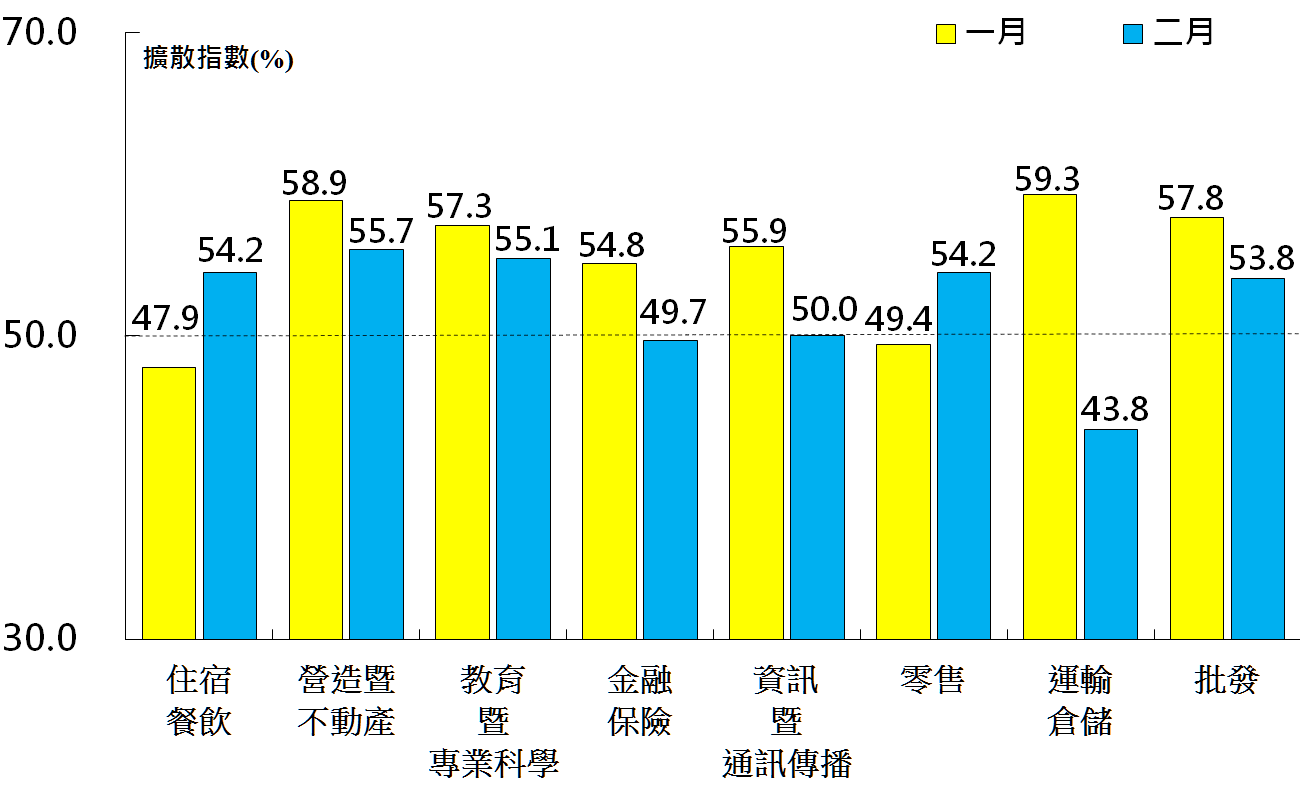 70.0
擴散指數(%)
一月
二月
47.9
54.2
58.9
55.7
57.3
55.1
54.8
49.7
55.9
50.0
49.4
54.2
59.3
43.8
57.8
53.8
50.0
30.0
住宿
餐飲
營造暨
不動產
教育
暨
專業科學
金融
保險
資訊
暨
通訊傳播
零售
運輸
倉儲
批發